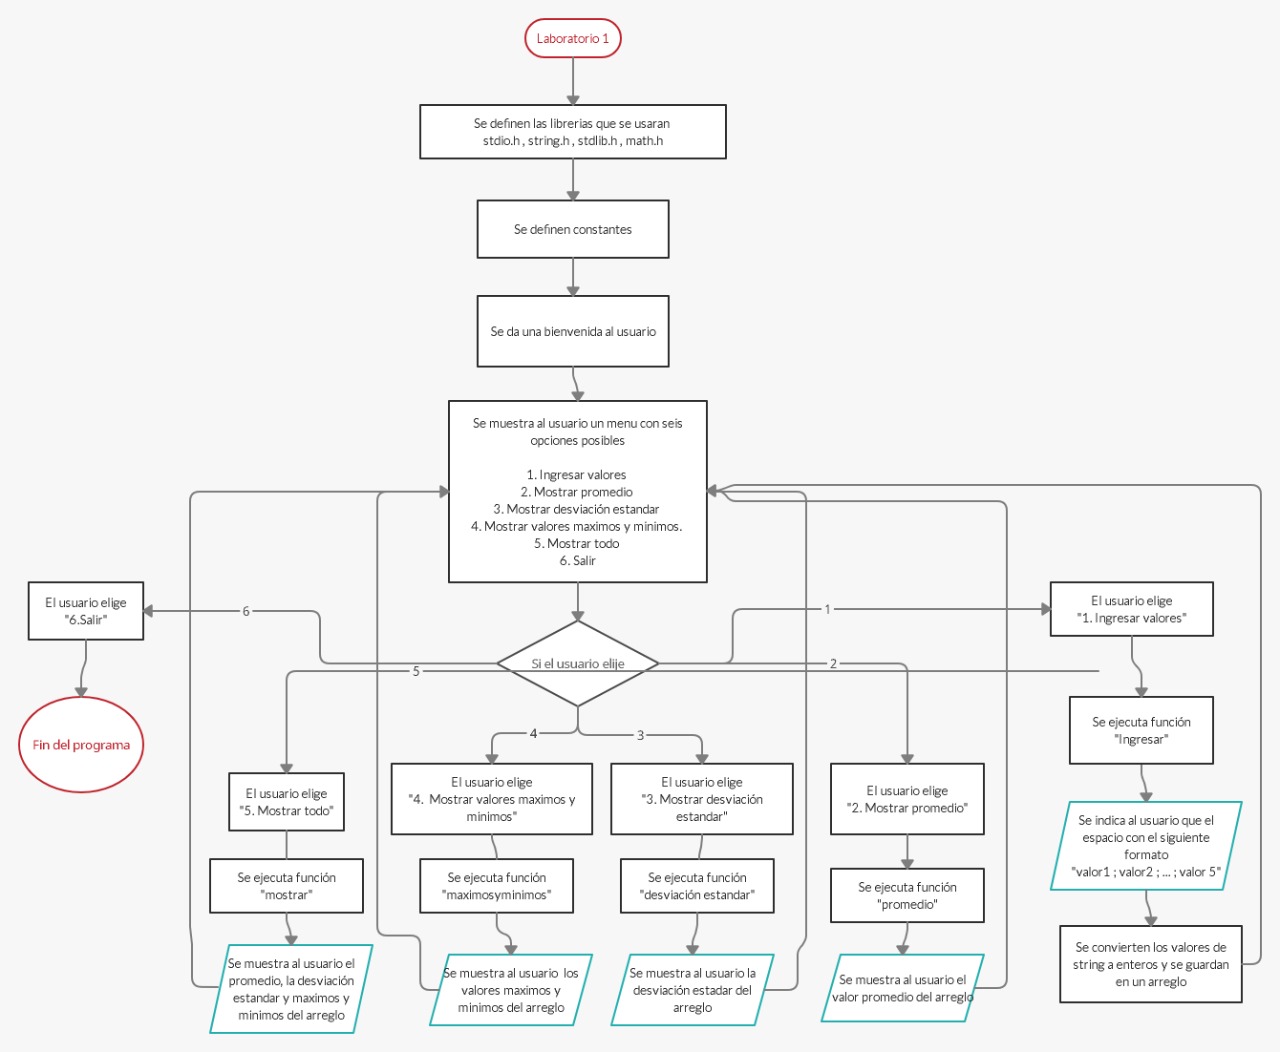 Laboratorio 1
Se definen las librerias que se usaran
stdio.h , string.h , stdlib.h , math.h
Se definen constantes
Se da una bienvenida al usuario
Se muestra al usuario un menu con seis
opciones posibles
1. Ingresar valores
2. Mostrar promedio
3. Mostrar desviación estandar
4. Mostrar valores maximos y minimos.
5. Mostrar todo
6. Salir
El usuario elige
"6.Salir"
6
1
El usuario elige
"1. Ingresar valores"
Si el usuario elije
5
2
Fin del programa
4
3
Se ejecuta función
"Ingresar"
El usuario elige
"5. Mostrar todo"
El usuario elige
"4. Mostrar valores maximos y
minimos"
El usuario elige
"3. Mostrar desviación
estandar"
El usuario elige
"2. Mostrar promedio"
Se indica al usuario que el
espacio con el siguiente
formato
"valor1 ; valor2 ; ... ; valor 5"
Se ejecuta función
"mostrar"
Se ejecuta función
"maximosyminimos"
Se ejecuta función
"desviación estandar"
Se ejecuta función
"promedio"
Se convierten los valores de
string a enteros y se guardan
en un arreglo
Se muestra al usuario el
promedio, la desviación
estandar y maximos y
minimos del arreglo
Se muestra al usuario los
valores maximos y
minimos del arreglo
Se muestra al usuario la
desviación estadar del
arreglo
Se muestra al usuario el
valor promedio del arreglo